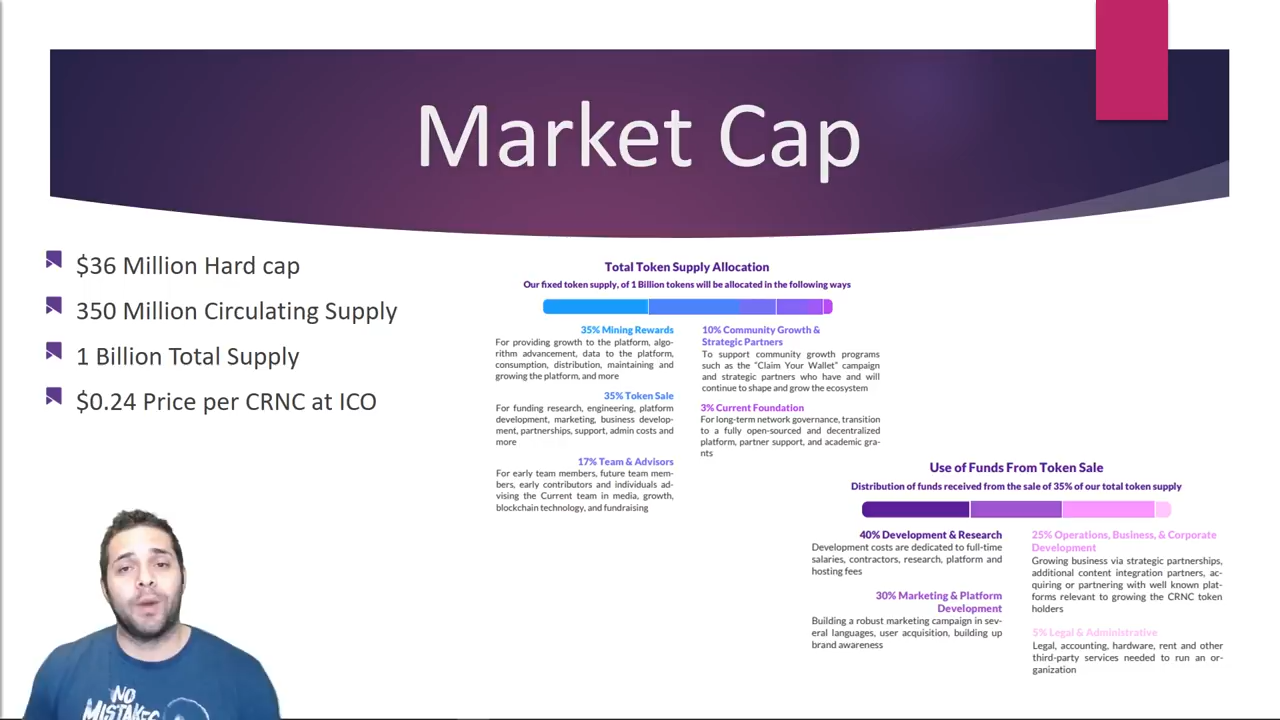 Market Cap
$36 Million Hard cap
350 Million Circulating Supply
1 Billion Total Supply
$0.24 Price per CRNC at ICO
Total Token Supply Allocation
Our fixed token supply, of 1 Billion tokens will be allocated in the following ways
35% Mining Rewards
For providing growth to the platform, algo-
rithm advancement, data to the platform,
consumption, distribution, maintaining and
growing the platform, and more
35% Token Sale
For funding research, engineering, platform
development, marketing, business develop-
ment, partnerships, support, admin costs and
more
17% Team & Advisors
For early team members, future team mem-
bers, early contributors and individuals ad-
vising the Current team in media, growth,
blockchain technology, and fundraising
10% Community Growth &
Strategic Partners
To support community growth programs
such as the "Claim Your Wallet" campaign
and strategic partners who have and will
continue to shape and grow the ecosystem
3% Current Foundation
For long-term network governance, transition
to a fully open-sourced and decentralized
platform, partner support, and academic gra-
nts
Use of Funds From Token Sale
Distribution of funds received from the sale of 35% of our total token supply
40% Development & Research
Development costs are dedicated to full-time
salaries, contractors, research, platform and
hosting fees
30% Marketing & Platform
Development
Building a robust marketing campaign in sev-
eral languages, user acquisition, building up
brand awareness
25% Operations, Business, & Corporate
Development
Growing business via strategic partnerships,
additional content integration partners, ac-
quiring or partnering with well known plat-
forms relevant to growing the CRNC token
holders
5% Legal & Administrative
Legal, accounting, hardware, rent and other
third-party services needed to run an or-
ganization
NO
MISTAKES